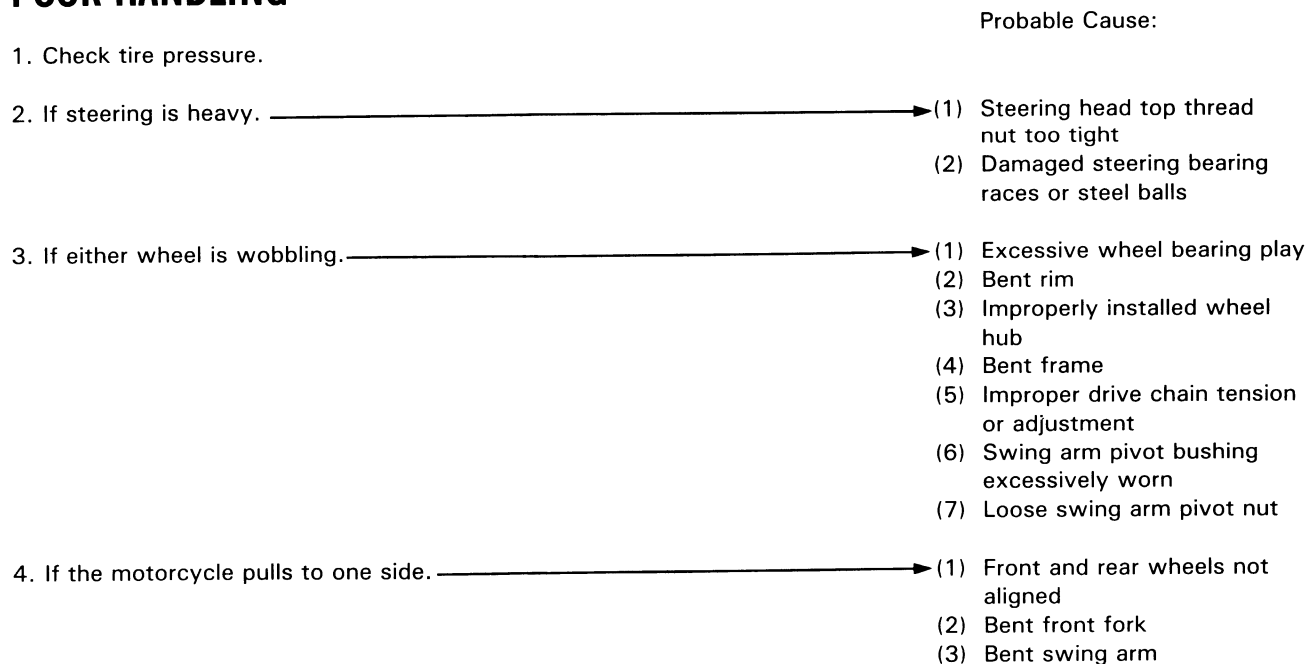 Probable Cause:
1. Check tire pressure.
2. If steering is heavy.
(1) Steering head top thread
nut too tight
(2) Damaged steering bearing
races or steel balls
3. If either wheel is wobbling.
(1) Excessive wheel bearing play
(2) Bent rim
(3) Improperly installed wheel
hub
(4) Bent frame
(5) Improper drive chain tension
or adjustment
(6) Swing arm pivot bushing
excessively worn
(7) Loose swing arm pivot nut
4. If the motorcycle pulls to one side.
(1) Front and rear wheels not
aligned
(2) Bent front fork
(3) Bent swing arm